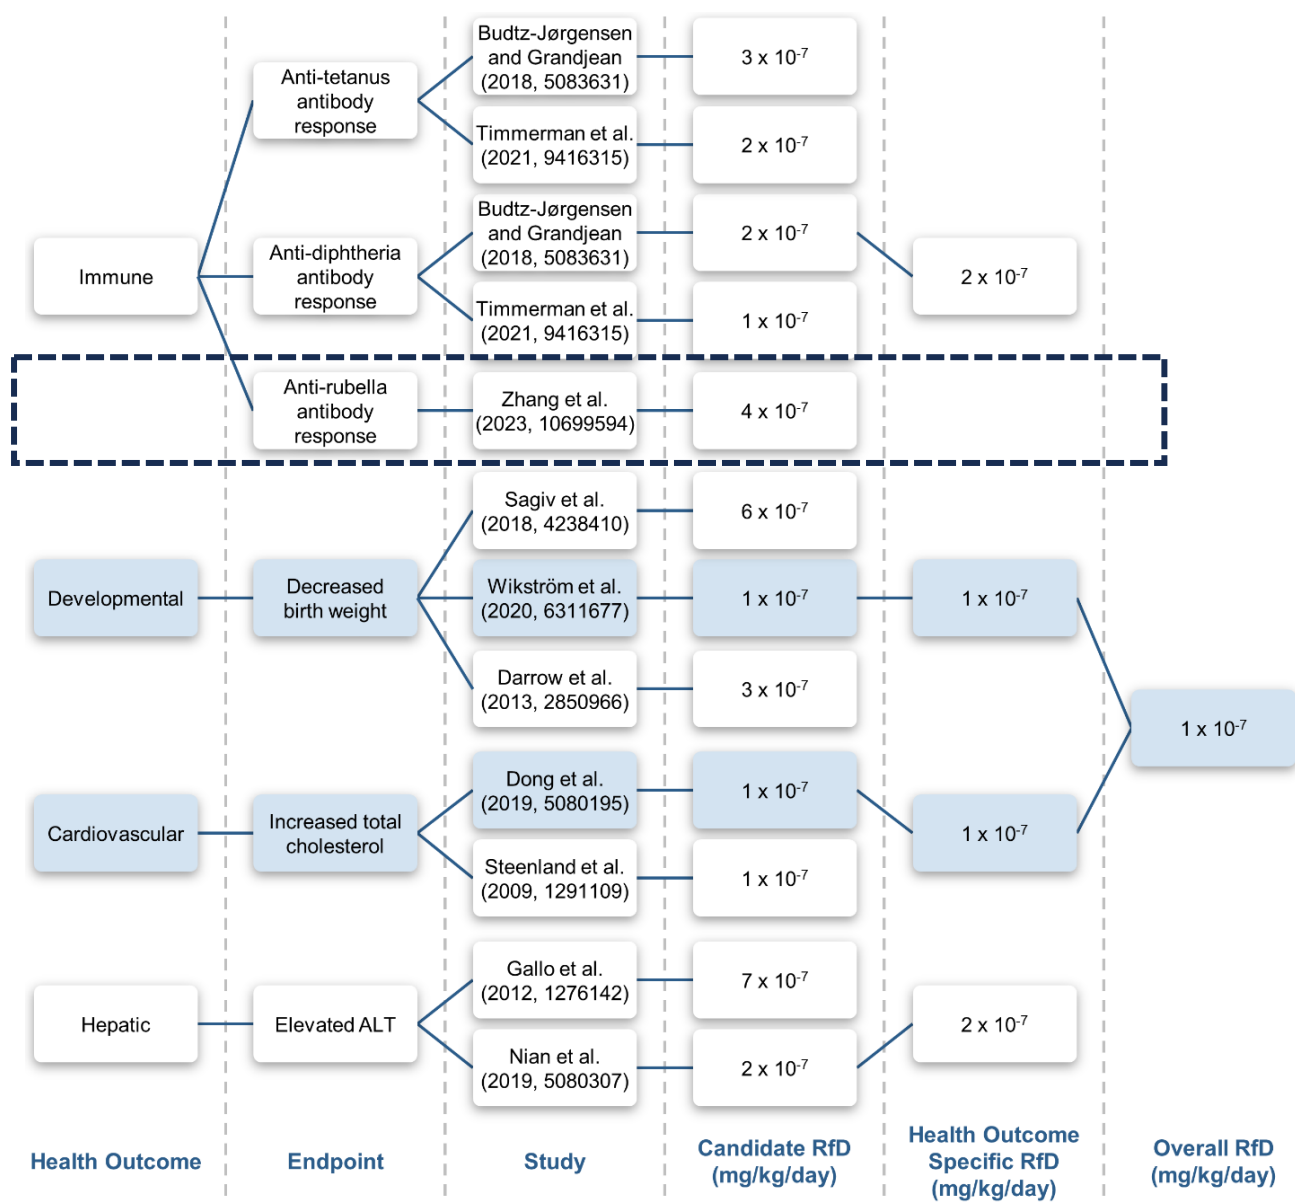 Budtz-Jørgensen
and Grandjean
(2018, 5083631)
3 x 10⁻⁷
Anti-tetanus
antibody
response
Timmerman et al.
(2021, 9416315)
2 x 10⁻⁷
Budtz-Jørgensen
and Grandjean
(2018, 5083631)
2 x 10⁻⁷
Immune
Anti-diphtheria
antibody
response
2 x 10⁻⁷
Timmerman et al.
(2021, 9416315)
1 x 10⁻⁷
Anti-rubella
antibody
response
Zhang et al.
(2023, 10699594)
4 x 10⁻⁷
Sagiv et al.
(2018, 4238410)
6 x 10⁻⁷
Developmental
Decreased
birth weight
Wikström et al.
(2020, 6311677)
1 x 10⁻⁷
1 x 10⁻⁷
Darrow et al.
(2013, 2850966)
3 x 10⁻⁷
1 x 10⁻⁷
Dong et al.
(2019, 5080195)
1 x 10⁻⁷
Cardiovascular
Increased total
cholesterol
1 x 10⁻⁷
Steenland et al.
(2009, 1291109)
1 x 10⁻⁷
Gallo et al.
(2012, 1276142)
7 x 10⁻⁷
Hepatic
Elevated ALT
2 x 10⁻⁷
Nian et al.
(2019, 5080307)
2 x 10⁻⁷
Health Outcome
Endpoint
Study
Candidate RfD
(mg/kg/day)
Health Outcome
Specific RfD
(mg/kg/day)
Overall RfD
(mg/kg/day)